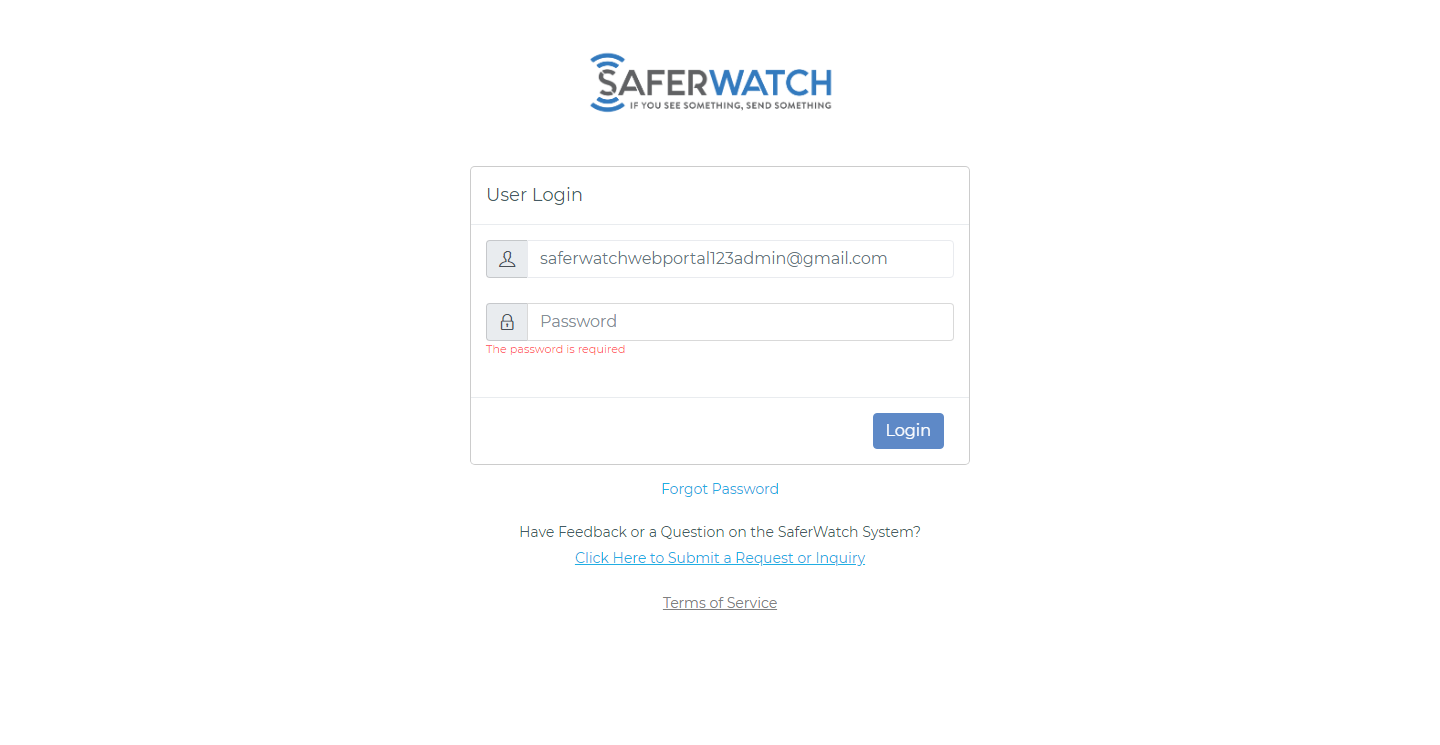 SAFERWATCH
IF YOU SEE SOMETHING, SEND SOMETHING
User Login
saferwatchwebportal123admin@gmail.com
Password
The password is required
Login
Forgot Password
Have Feedback or a Question on the SaferWatch System?
Click Here to Submit a Request or Inquiry
Terms of Service